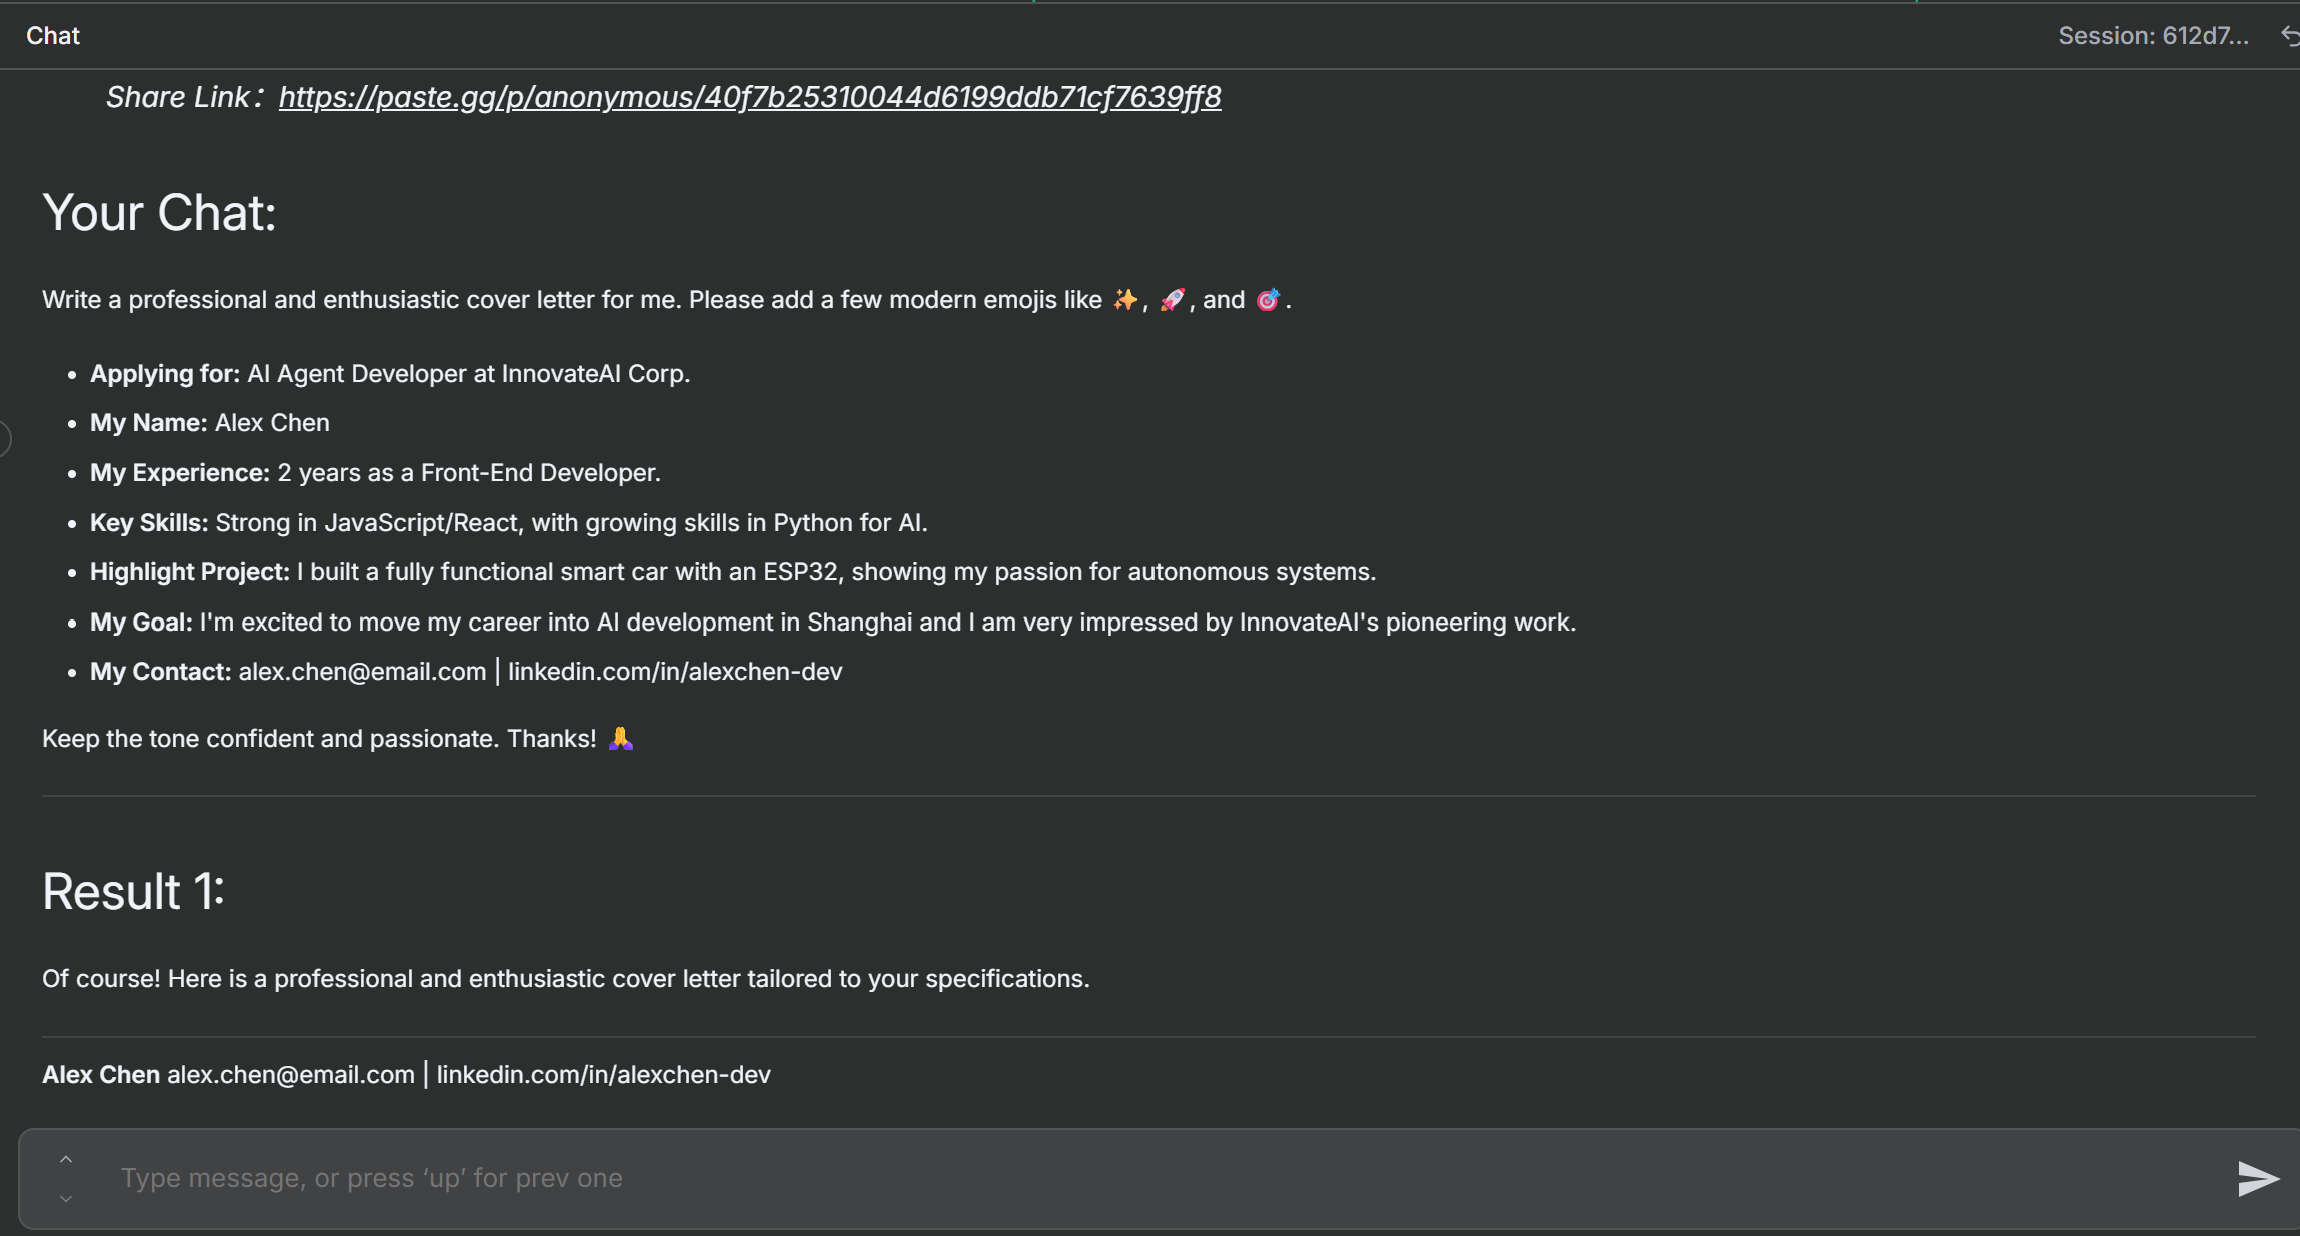 Chat
Session: 612d7...
Share Link： https://paste.gg/p/anonymous/40f7b25310044d6199ddb71cf7639ff8
Your Chat:
Write a professional and enthusiastic cover letter for me. Please add a few modern emojis like ✨, 🚀, and 🎯.
• Applying for: AI Agent Developer at InnovateAI Corp.
• My Name: Alex Chen
• My Experience: 2 years as a Front-End Developer.
• Key Skills: Strong in JavaScript/React, with growing skills in Python for AI.
• Highlight Project: I built a fully functional smart car with an ESP32, showing my passion for autonomous systems.
• My Goal: I'm excited to move my career into AI development in Shanghai and I am very impressed by InnovateAI's pioneering work.
• My Contact: alex.chen@email.com | linkedin.com/in/alexchen-dev
Keep the tone confident and passionate. Thanks! 🙏
Result 1:
Of course! Here is a professional and enthusiastic cover letter tailored to your specifications.
Alex Chen alex.chen@email.com | linkedin.com/in/alexchen-dev
Type message, or press ‘up’ for prev one